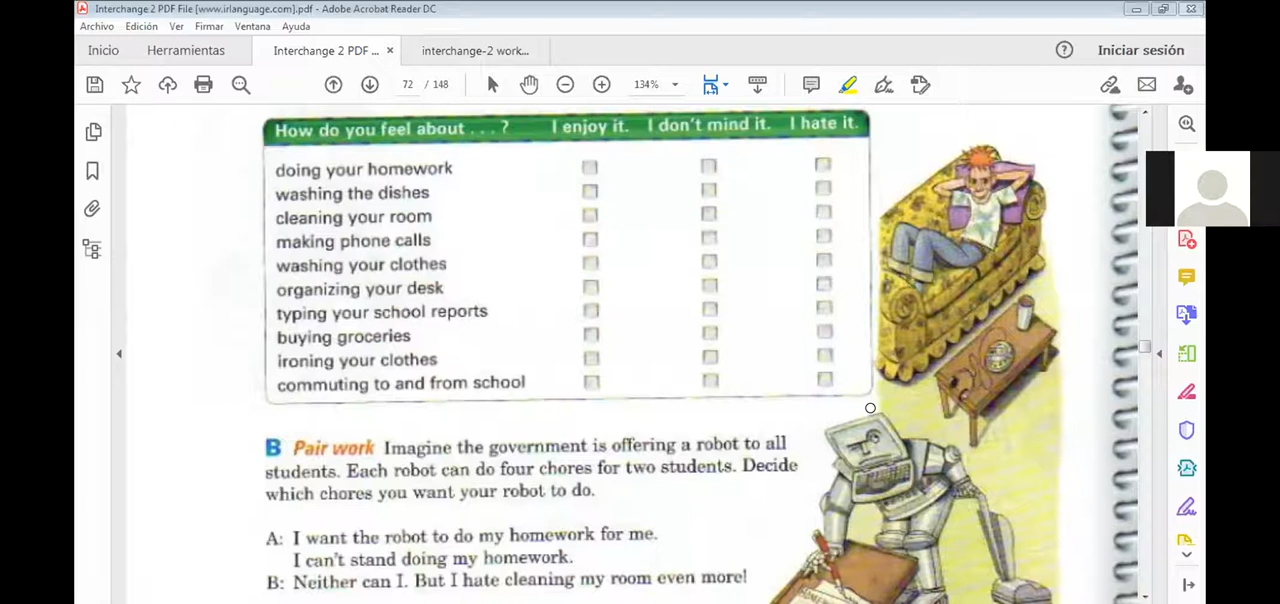 Interchange 2 PDF File [www.irlanguage.com].pdf - Adobe Acrobat Reader DC
Archivo Edición Ver Firmar Ventana Ayuda
Inicio Herramientas Interchange 2 PDF ... × interchange-2 work... Iniciar sesión
72 / 148 134%
How do you feel about . . . ? I enjoy it. I don't mind it. I hate it.
doing your homework
washing the dishes
cleaning your room
making phone calls
washing your clothes
organizing your desk
typing your school reports
buying groceries
ironing your clothes
commuting to and from school
B Pair work Imagine the government is offering a robot to all
students. Each robot can do four chores for two students. Decide
which chores you want your robot to do.
A: I want the robot to do my homework for me.
I can't stand doing my homework.
B: Neither can I. But I hate cleaning my room even more!